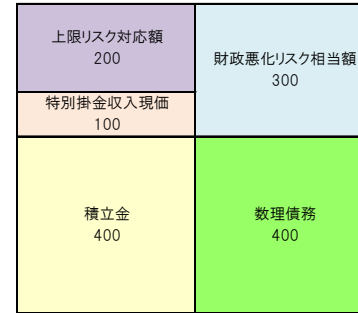 上限リスク対応額
200
特別掛金収入現価
100
財政悪化リスク相当額
300
積立金
400
数理債務
400